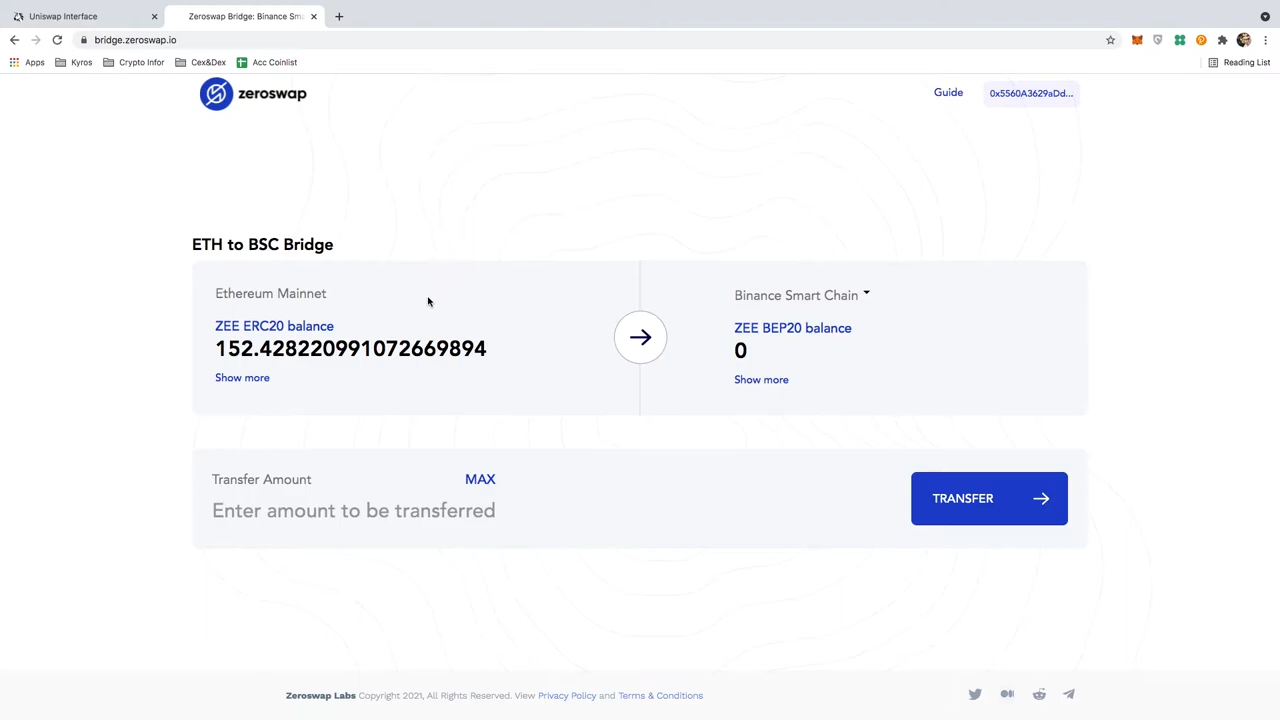 Uniswap Interface
Zeroswap Bridge: Binance Sma
bridge.zeroswap.io
Apps
Kyros
Crypto Infor
Cex&Dex
Acc Coinlist
Reading List
zeroswap
Guide
0x5560A3629aDd...
ETH to BSC Bridge
Ethereum Mainnet
ZEE ERC20 balance
152.428220991072669894
Show more
Binance Smart Chain
ZEE BEP20 balance
0
Show more
Transfer Amount
MAX
Enter amount to be transferred
TRANSFER
Zeroswap Labs Copyright 2021, All Rights Reserved. View Privacy Policy and Terms & Conditions